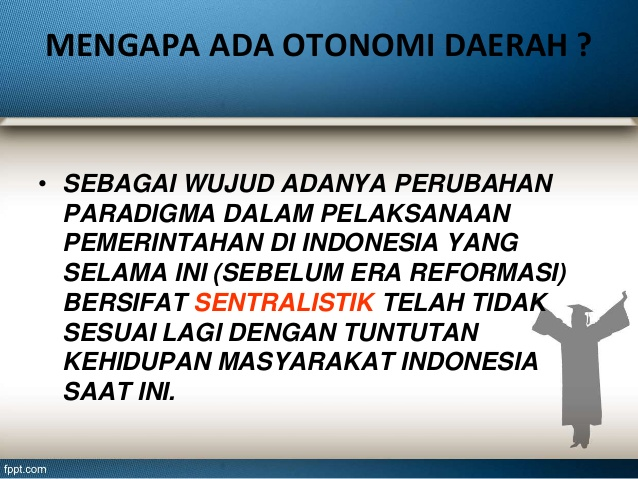 MENGAPA ADA OTONOMI DAERAH ?
• SEBAGAI WUJUD ADANYA PERUBAHAN
PARADIGMA DALAM PELAKSANAAN
PEMERINTAHAN DI INDONESIA YANG
SELAMA INI (SEBELUM ERA REFORMASI)
BERSIFAT SENTRALISTIK TELAH TIDAK
SESUAI LAGI DENGAN TUNTUTAN
KEHIDUPAN MASYARAKAT INDONESIA
SAAT INI.
fppt.com